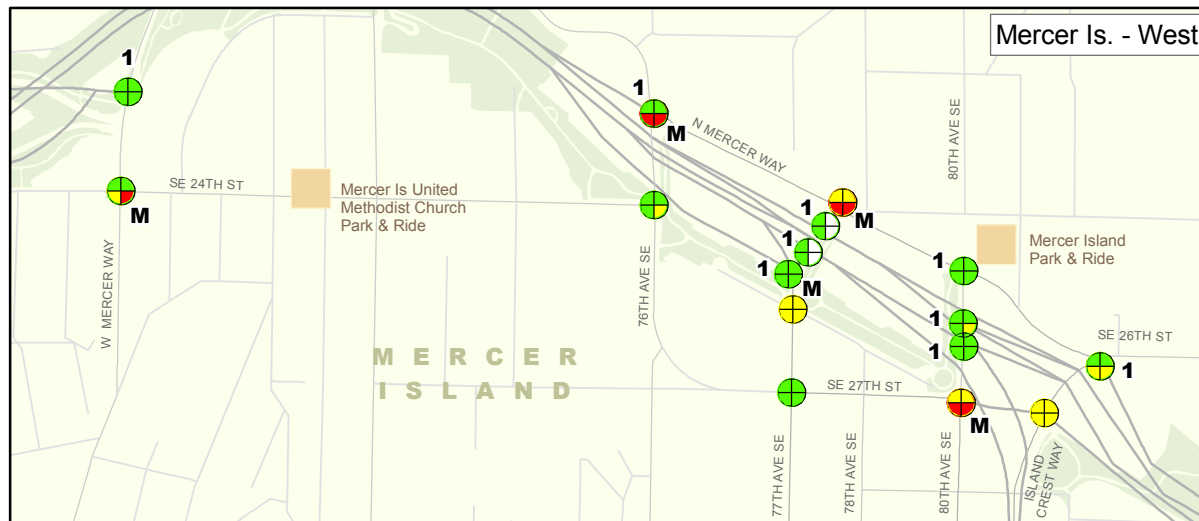 Mercer Is. - West
1
1
M
N MERCER WAY
80TH AVE SE
SE 24TH ST
Mercer Is United
Methodist Church
Park & Ride
M
1
M
1
Mercer Island
Park & Ride
1
1
M
W MERCER WAY
76TH AVE SE
1
1
SE 26TH ST
1
MERCER
ISLAND
SE 27TH ST
M
77TH AVE SE
78TH AVE SE
80TH AVE SE
ISLAND
CREST WAY